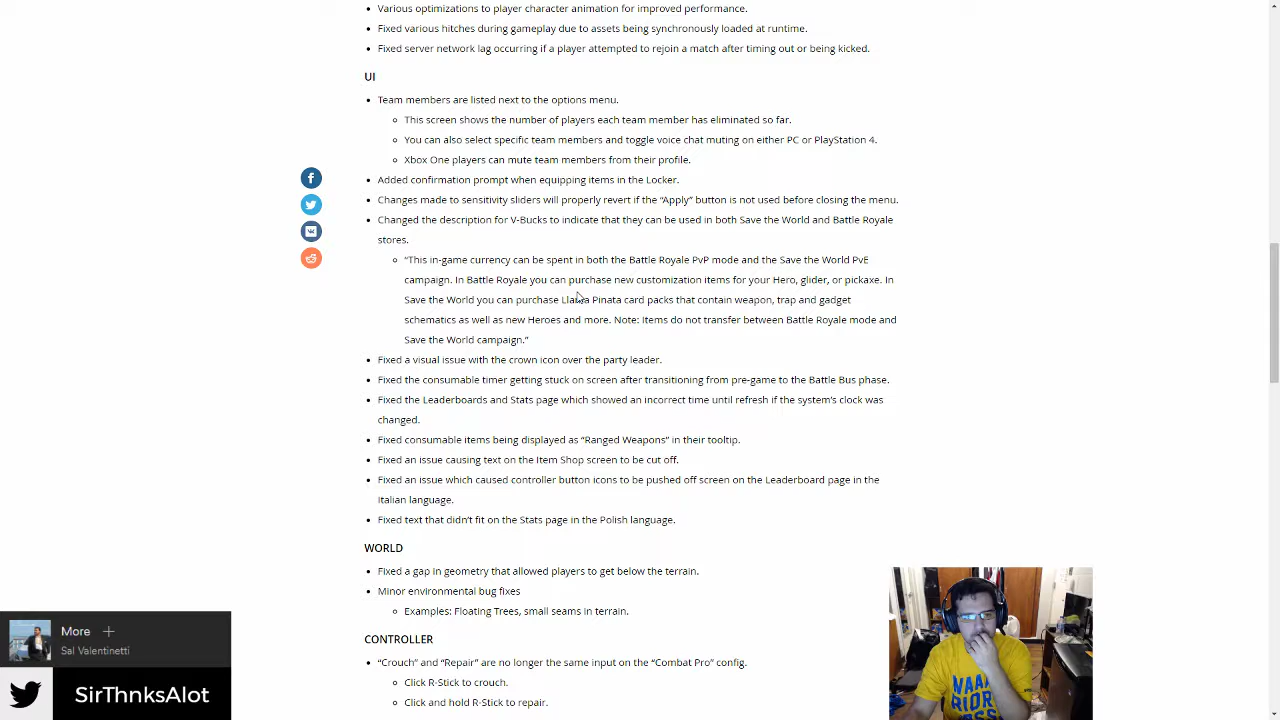 Various optimizations to player character animation for improved performance.
Fixed various hitches during gameplay due to assets being synchronously loaded at runtime.
Fixed server network lag occurring if a player attempted to rejoin a match after timing out or being kicked.
UI
Team members are listed next to the options menu.
This screen shows the number of players each team member has eliminated so far.
You can also select specific team members and toggle voice chat muting on either PC or PlayStation 4.
Xbox One players can mute team members from their profile.
Added confirmation prompt when equipping items in the Locker.
Changes made to sensitivity sliders will properly revert if the “Apply” button is not used before closing the menu.
Changed the description for V-Bucks to indicate that they can be used in both Save the World and Battle Royale
stores.
“This in-game currency can be spent in both the Battle Royale PvP mode and the Save the World PvE
campaign. In Battle Royale you can purchase new customization items for your Hero, glider, or pickaxe. In
Save the World you can purchase Llama Pinata card packs that contain weapon, trap and gadget
schematics as well as new Heroes and more. Note: Items do not transfer between Battle Royale mode and
Save the World campaign.”
Fixed a visual issue with the crown icon over the party leader.
Fixed the consumable timer getting stuck on screen after transitioning from pre-game to the Battle Bus phase.
Fixed the Leaderboards and Stats page which showed an incorrect time until refresh if the system’s clock was
changed.
Fixed consumable items being displayed as “Ranged Weapons” in their tooltip.
Fixed an issue causing text on the Item Shop screen to be cut off.
Fixed an issue which caused controller button icons to be pushed off screen on the Leaderboard page in the
Italian language.
Fixed text that didn’t fit on the Stats page in the Polish language.
WORLD
Fixed a gap in geometry that allowed players to get below the terrain.
Minor environmental bug fixes
Examples: Floating Trees, small seams in terrain.
CONTROLLER
“Crouch” and “Repair” are no longer the same input on the “Combat Pro” config.
Click R-Stick to crouch.
Click and hold R-Stick to repair.
More
Sal Valentinetti
SirThnksAlot